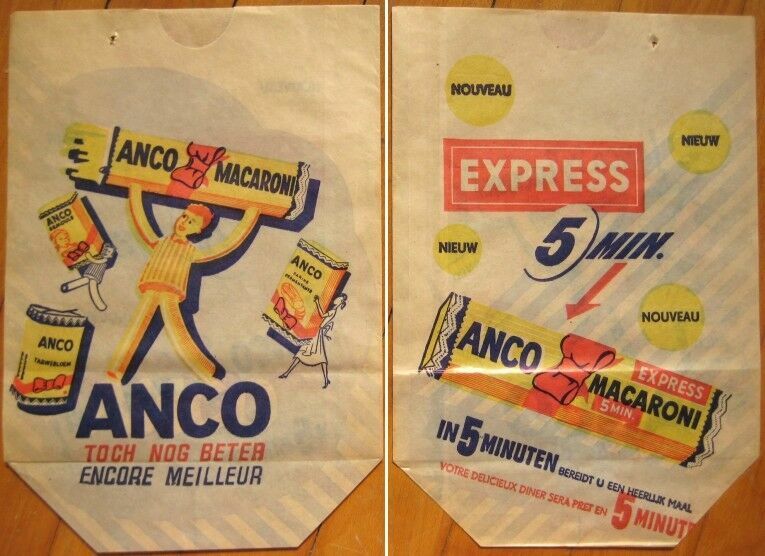 ANCO MACARONI
ANCO
ANCO
ANCO
TARWEBLOEM
ANCO
TOCH NOG BETER
ENCORE MEILLEUR
NOUVEAU
NIEUW
EXPRESS
5 MIN.
NIEUW
NOUVEAU
ANCO MACARONI
EXPRESS
5 MIN.
IN 5 MINUTEN BEREIDT U EEN HEERLIJK MAAL
VOTRE DELICIEUX DINER SERA PRET EN 5 MINUT